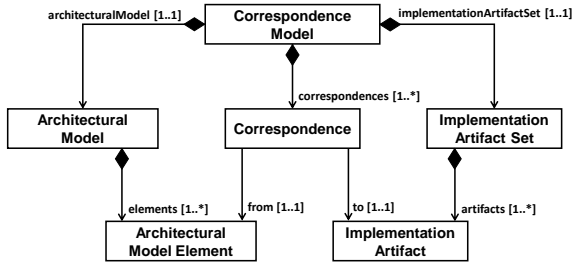 architecturalModel [1..1]
Correspondence
Model
implementationArtifactSet [1..1]
correspondences [1..*]
Architectural
Model
Correspondence
Implementation
Artifact Set
elements [1..*]
from [1..1]
to [1..1]
artifacts [1..*]
Architectural
Model Element
Implementation
Artifact